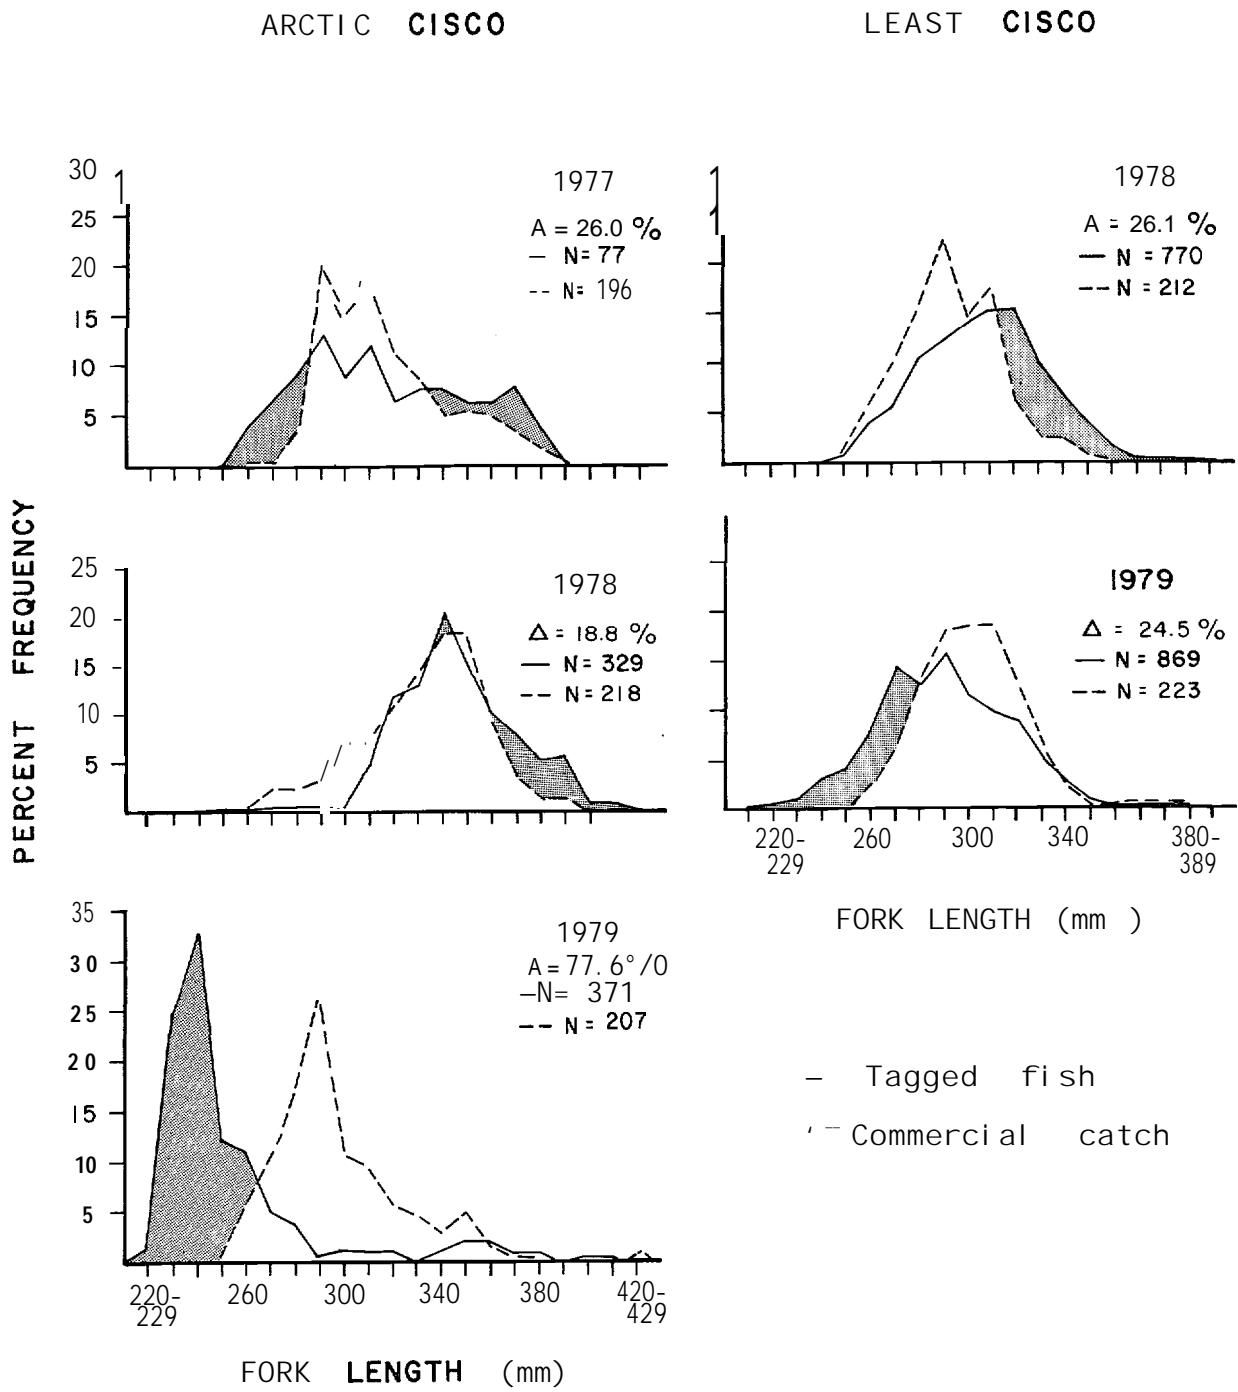 ARCTIC CISCO
LEAST CISCO
PERCENT FREQUENCY
1977
A = 26.0 %
— N= 77
-- N= 196
30
25
20
15
10
5
1978
A = 26.1 %
— N = 770
--- N = 212
1978
Δ = 18.8 %
— N = 329
--- N = 218
25
20
15
10
5
1979
Δ = 24.5 %
— N = 869
--- N = 223
220-229 260 300 340 380-389
FORK LENGTH (mm )
1979
A = 77. 6°/0
—N= 371
--- N = 207
35
30
25
20
15
10
5
220-229 260 300 340 380 420-429
FORK LENGTH (mm)
— Tagged fish
' -- Commercial catch